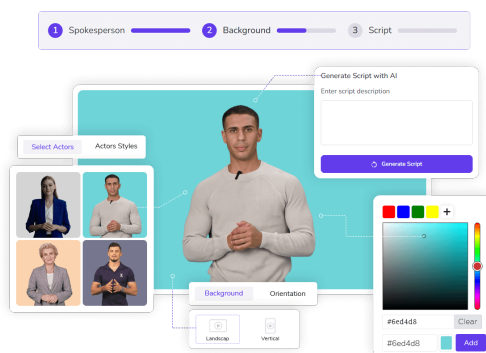 1 Spokesperson
2 Background
3 Script
Generate Script with AI
Enter script description
Generate Script
Select Actors
Actors Styles
Background
Orientation
Landscap
Vertical
+
#6ed4d8
Clear
#6ed4d8
Add